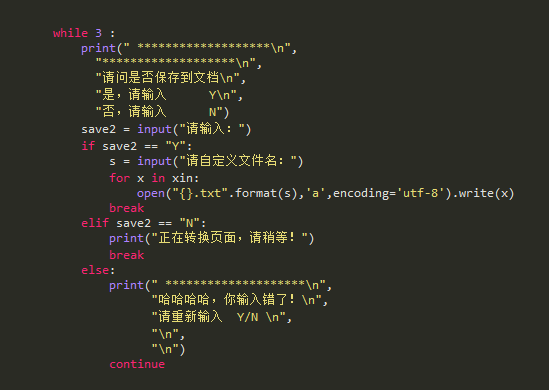 while 3 :
print(" *******************\n",
"*******************\n",
"请问是否保存到文档\n",
"是，请输入      Y\n",
"否，请输入      N")
save2 = input("请输入：")
if save2 == "Y":
s = input("请自定义文件名：")
for x in xin:
open("{}.txt".format(s),'a',encoding='utf-8').write(x)
break
elif save2 == "N":
print("正在转换页面，请稍等！")
break
else:
print(" ********************\n",
"哈哈哈哈，你输入错了！\n",
"请重新输入  Y/N \n",
"\n",
"\n")
continue